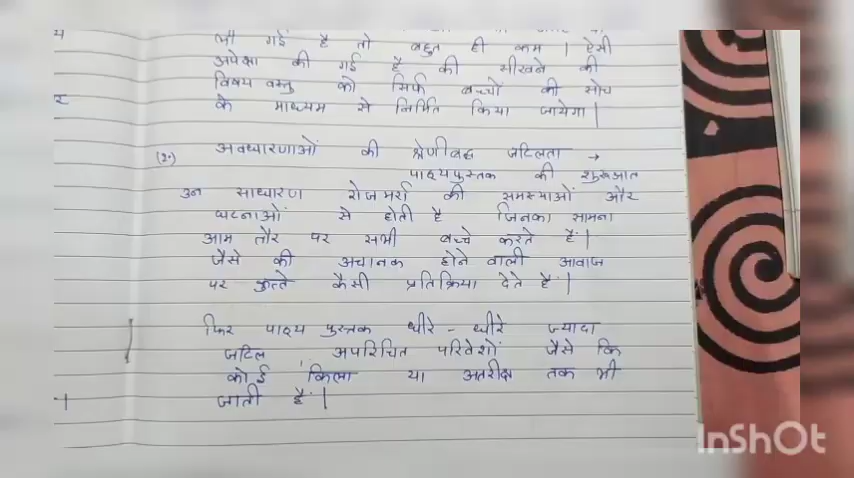 ली गई है तो बहुत ही कम | ऐसी
अपेक्षा की गई है की सीखने की
विषय वस्तु को सिर्फ बच्चों की सोच
के माध्यम से निर्मित किया जायेगा |
(2.) अवधारणाओं की श्रेणीबद्ध जटिलता →
पाठ्यपुस्तक की शुरूआत
उन साधारण रोजमर्रा की समस्याओं और
घटनाओं से होती है जिनका सामना
आम तौर पर सभी बच्चे करते हैं |
जैसे की अचानक होने वाली आवाज
पर कुत्ते कैसी प्रतिक्रिया देते हैं |
फिर पाठ्य पुस्तक धीरे - धीरे ज्यादा
जटिल, अपरिचित परिवेशों जैसे कि
कोई किला या अंतरीक्ष तक भी
जाती है |
InShOt